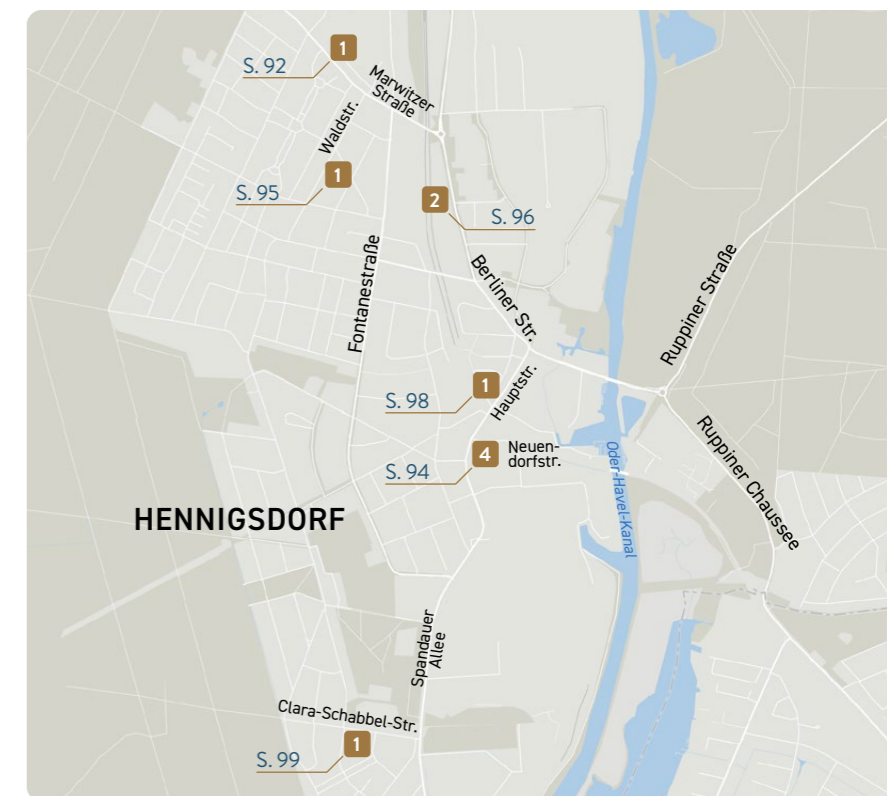 1
S. 92
Marwitzer
Straße
Waldstr.
1
S. 95
2
S. 96
Fontanestraße
Berliner Str.
Ruppiner Straße
1
S. 98
Hauptstr.
4
S. 94
Neuen-
dorfstr.
Oder-Havel-Kanal
Ruppiner Chaussee
HENNIGSDORF
Spandauer
Allee
Clara-Schabbel-Str.
1
S. 99